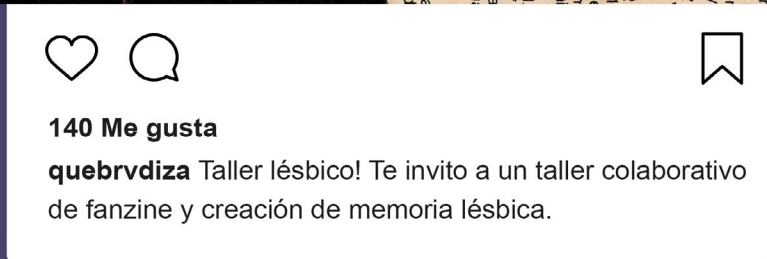 140 Me gusta
quebrvdiza Taller lésbico! Te invito a un taller colaborativo
de fanzine y creación de memoria lésbica.